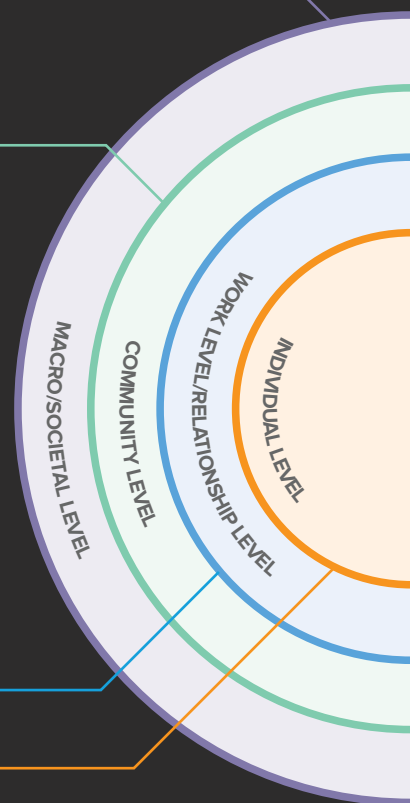 MACRO/SOCIETAL LEVEL
COMMUNITY LEVEL
WORK LEVEL/RELATIONSHIP LEVEL
INDIVIDUAL LEVEL